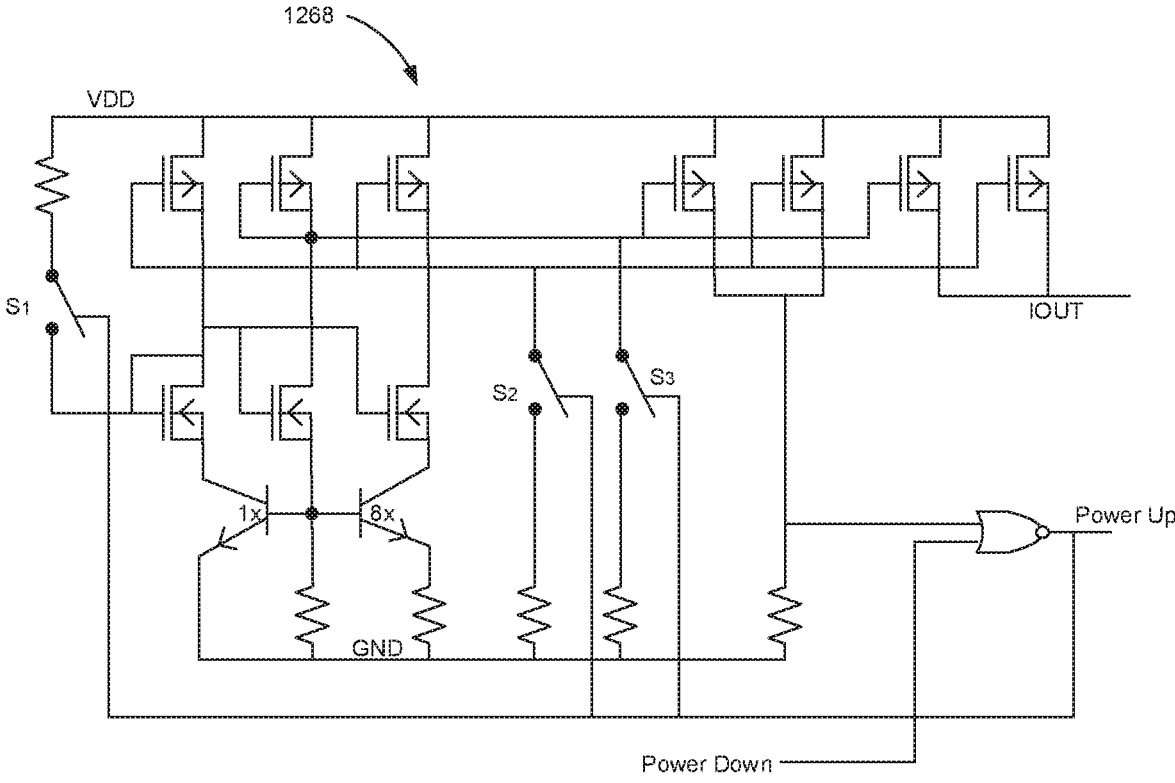 1268
VDD
S1
S2
S3
IOUT
1x
8x
Power Up
GND
Power Down